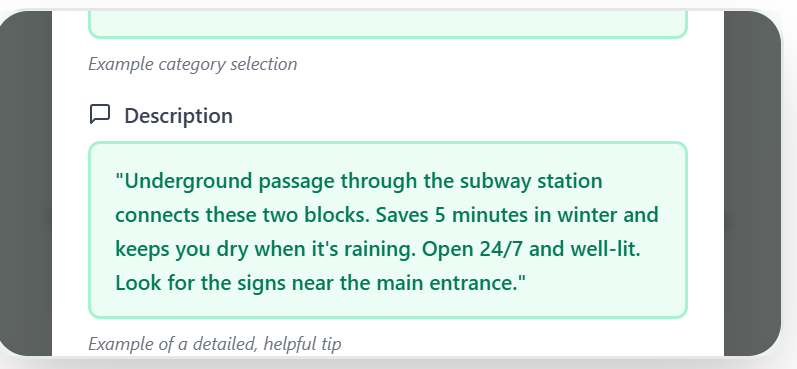 Example category selection
Description
"Underground passage through the subway station
connects these two blocks. Saves 5 minutes in winter and
keeps you dry when it's raining. Open 24/7 and well-lit.
Look for the signs near the main entrance."
Example of a detailed, helpful tip